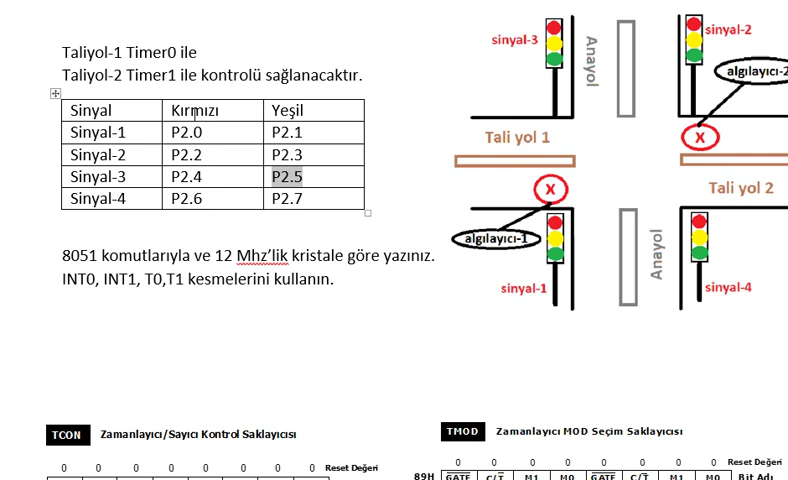 Taliyol-1 Timer0 ile
Taliyol-2 Timer1 ile kontrolü sağlanacaktır.
Sinyal Kırmızı Yeşil
Sinyal-1 P2.0 P2.1
Sinyal-2 P2.2 P2.3
Sinyal-3 P2.4 P2.5
Sinyal-4 P2.6 P2.7
8051 komutlarıyla ve 12 Mhz’lik kristale göre yazınız.
INT0, INT1, T0,T1 kesmelerini kullanın.
sinyal-3
Anayol
sinyal-2
algılayıcı-2
Tali yol 1
X
X
Tali yol 2
algılayıcı-1
Anayol
sinyal-1
sinyal-4
TCON Zamanlayıcı/Sayıcı Kontrol Saklayıcısı
0 0 0 0 0 0 0 0 Reset Değeri
TMOD Zamanlayıcı MOD Seçim Saklayıcısı
0 0 0 0 0 0 0 0 Reset Değeri
89H GATE C/T M1 M0 GATE C/T M1 M0 Bit Adı